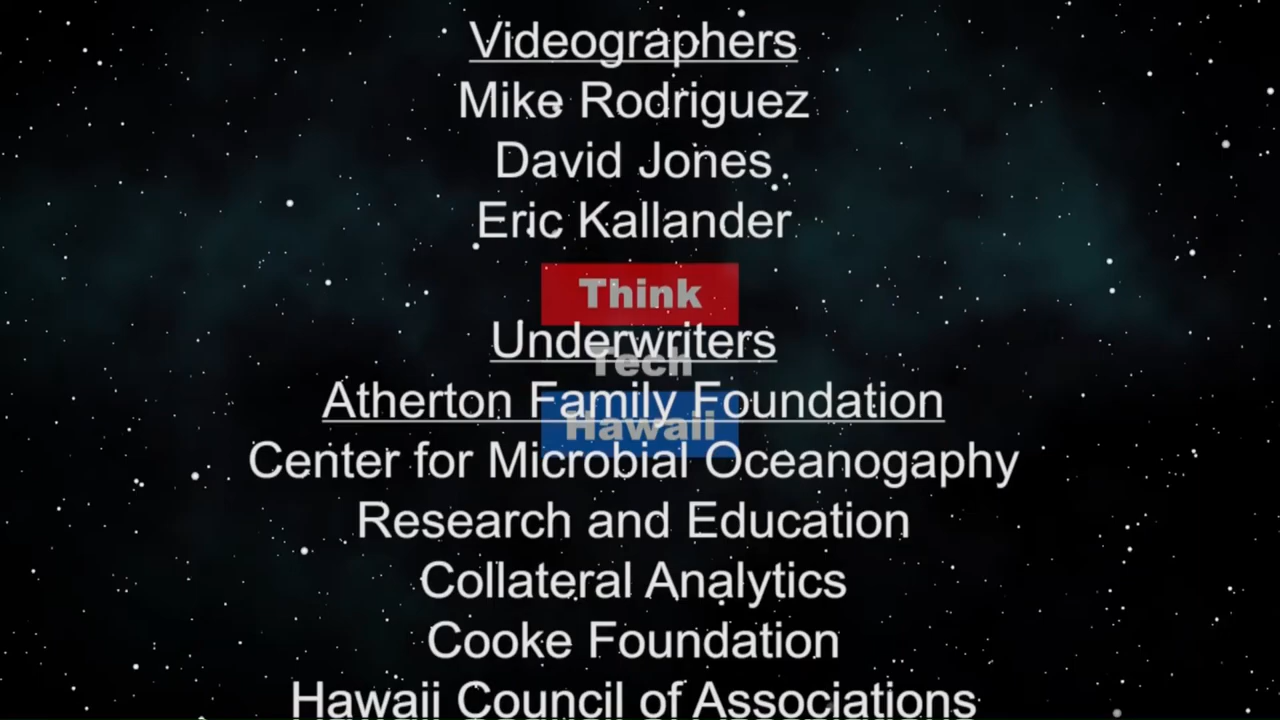 Videographers
Mike Rodriguez
David Jones
Eric Kallander
Think
Underwriters
Tech
Atherton Family Foundation
Hawaii
Center for Microbial Oceanogaphy
Research and Education
Collateral Analytics
Cooke Foundation
Hawaii Council of Associations